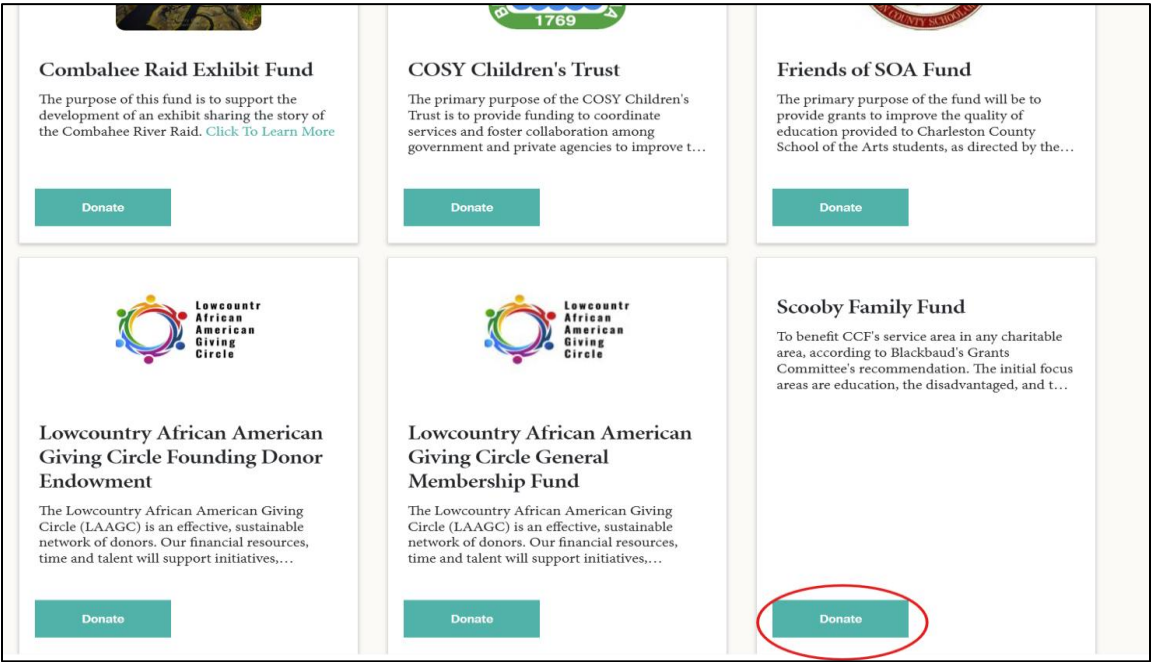 1769
N COUNTY SCHOOL O
Combahee Raid Exhibit Fund
The purpose of this fund is to support the
development of an exhibit sharing the story of
the Combahee River Raid. Click To Learn More
Donate
COSY Children's Trust
The primary purpose of the COSY Children's
Trust is to provide funding to coordinate
services and foster collaboration among
government and private agencies to improve t...
Donate
Friends of SOA Fund
The primary purpose of the fund will be to
provide grants to improve the quality of
education provided to Charleston County
School of the Arts students, as directed by the...
Donate
Lowcountr
African
American
Giving
Circle
Lowcountry African American
Giving Circle Founding Donor
Endowment
The Lowcountry African American Giving
Circle (LAAGC) is an effective, sustainable
network of donors. Our financial resources,
time and talent will support initiatives,...
Donate
Lowcountr
African
American
Giving
Circle
Lowcountry African American
Giving Circle General
Membership Fund
The Lowcountry African American Giving
Circle (LAAGC) is an effective, sustainable
network of donors. Our financial resources,
time and talent will support initiatives,...
Donate
Scooby Family Fund
To benefit CCF's service area in any charitable
area, according to Blackbaud's Grants
Committee's recommendation. The initial focus
areas are education, the disadvantaged, and t...
Donate